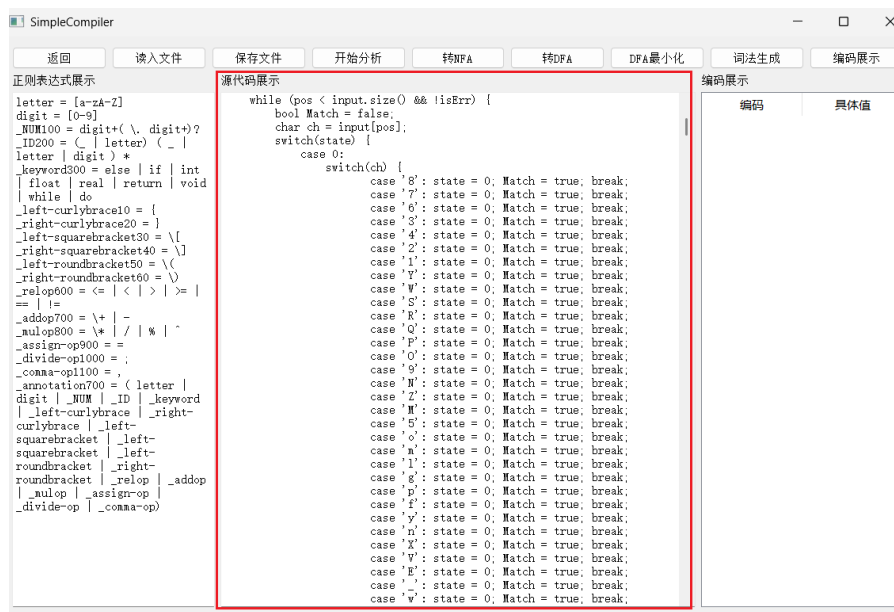 SimpleCompiler
返回 读入文件 保存文件 开始分析 转NFA 转DFA DFA最小化 词法生成 编码展示
正则表达式展示
letter = [a-zA-Z]
digit = [0-9]
_NUM100 = digit+( \. digit+)?
_ID200 = (_ | letter) ( _ |
letter | digit ) *
_keyword300 = else | if | int
| float | real | return | void
| while | do
_left-curlybrace10 = {
_right-curlybrace20 = }
_left-squarebracket30 = \[
_right-squarebracket40 = \]
_left-roundbracket50 = \(
_right-roundbracket60 = \)
_relop600 = <= | < | > | >= |
== | !=
_addop700 = \+ | -
_mulop800 = \* | / | % | ^
_assign-op900 = =
_divide-op1000 = ;
_comma-op1100 = ,
_annotation700 = ( letter |
digit | _NUM | _ID | _keyword
| _left-curlybrace | _right-
curlybrace | _left-
squarebracket | _left-
squarebracket | _left-
roundbracket | _right-
roundbracket | _relop | _addop
| _mulop | _assign-op |
_divide-op | _comma-op)
源代码展示
while (pos < input.size() && !isErr) {
bool Match = false;
char ch = input[pos];
switch(state) {
case 0:
switch(ch) {
case '8': state = 0; Match = true; break;
case '7': state = 0; Match = true; break;
case '6': state = 0; Match = true; break;
case '3': state = 0; Match = true; break;
case '4': state = 0; Match = true; break;
case '2': state = 0; Match = true; break;
case '1': state = 0; Match = true; break;
case 'Y': state = 0; Match = true; break;
case 'W': state = 0; Match = true; break;
case 'S': state = 0; Match = true; break;
case 'R': state = 0; Match = true; break;
case 'Q': state = 0; Match = true; break;
case 'P': state = 0; Match = true; break;
case 'O': state = 0; Match = true; break;
case '9': state = 0; Match = true; break;
case 'N': state = 0; Match = true; break;
case 'Z': state = 0; Match = true; break;
case 'M': state = 0; Match = true; break;
case '5': state = 0; Match = true; break;
case 'o': state = 0; Match = true; break;
case 'm': state = 0; Match = true; break;
case 'l': state = 0; Match = true; break;
case 'g': state = 0; Match = true; break;
case 'p': state = 0; Match = true; break;
case 'f': state = 0; Match = true; break;
case 'y': state = 0; Match = true; break;
case 'n': state = 0; Match = true; break;
case 'X': state = 0; Match = true; break;
case 'V': state = 0; Match = true; break;
case 'E': state = 0; Match = true; break;
case '_': state = 0; Match = true; break;
case 'v': state = 0; Match = true; break;
编码展示
编码 具体值